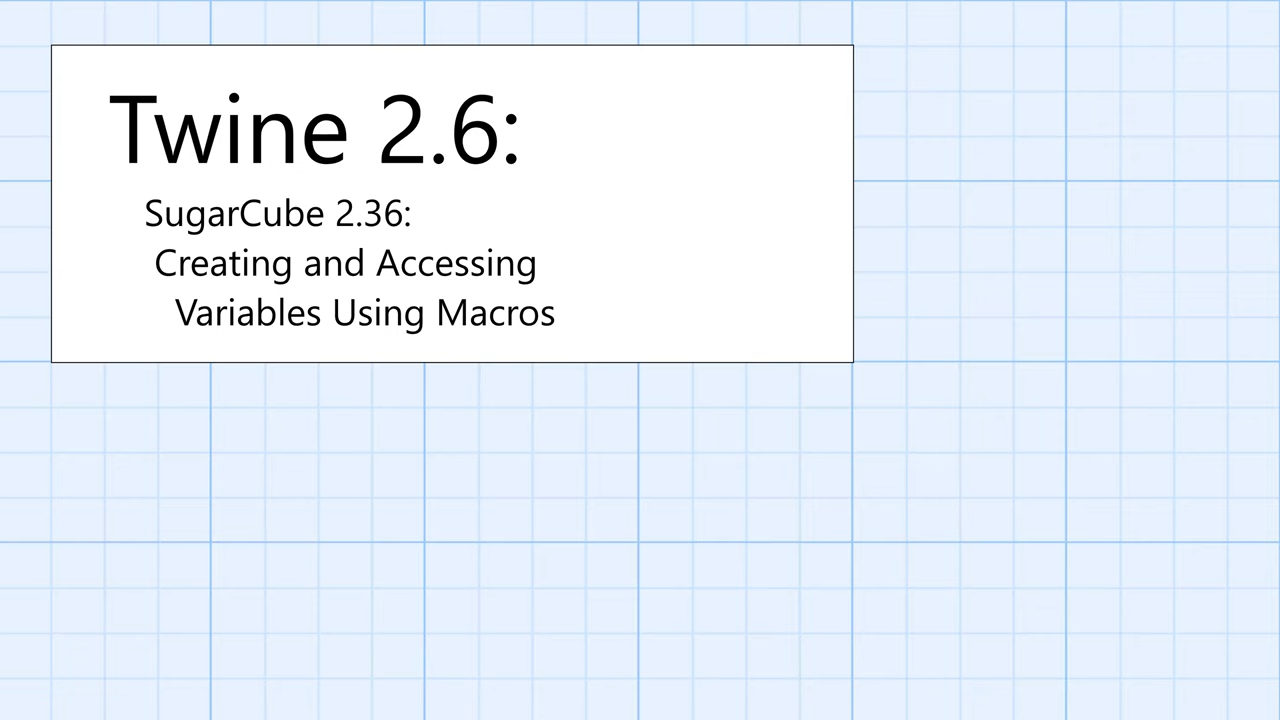 Twine 2.6:
SugarCube 2.36:
Creating and Accessing
Variables Using Macros